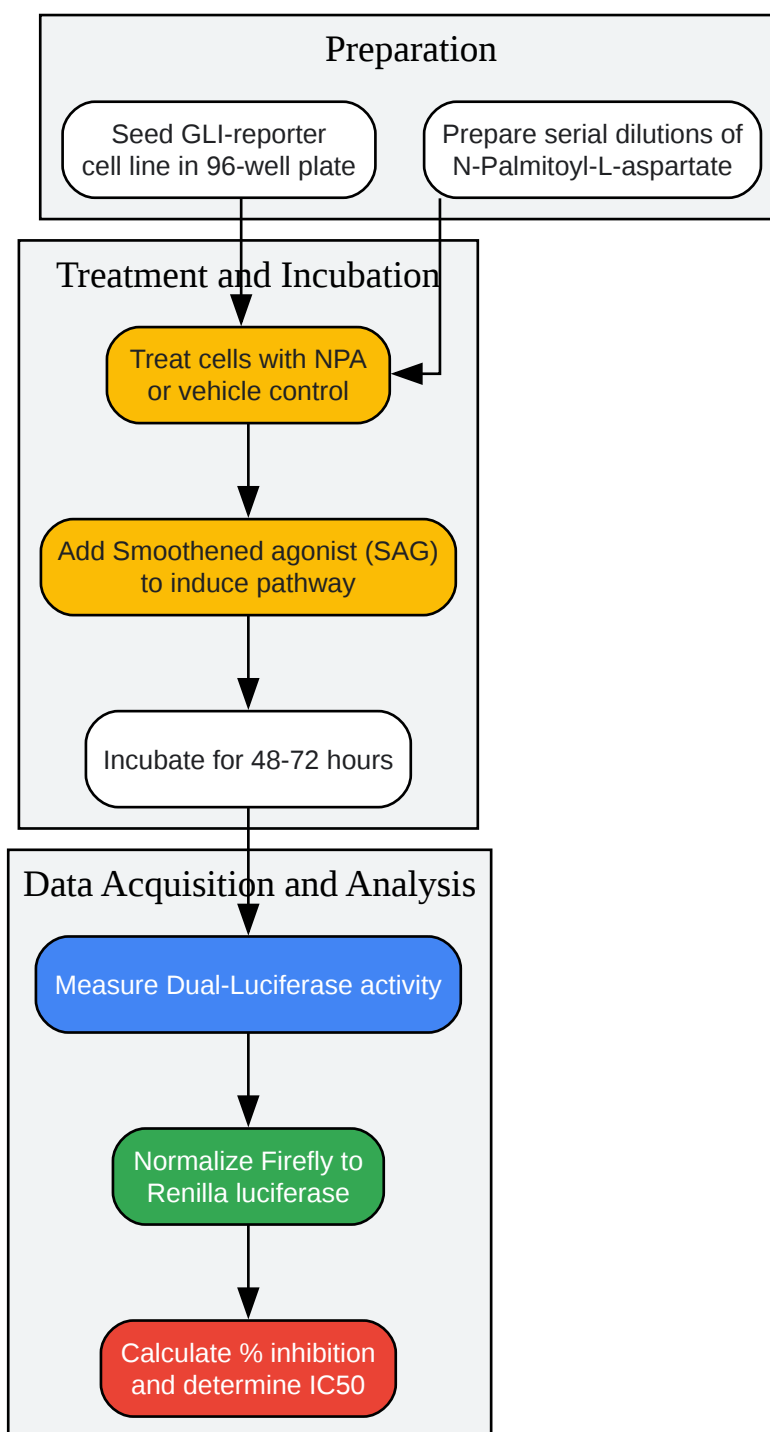 Preparation
Seed GLI-reporter
cell line in 96-well plate
Prepare serial dilutions of
N-Palmitoyl-L-aspartate
Treatment and Incubation
Treat cells with NPA
or vehicle control
Add Smoothened agonist (SAG)
to induce pathway
Incubate for 48-72 hours
Data Acquisition and Analysis
Measure Dual-Luciferase activity
Normalize Firefly to
Renilla luciferase
Calculate % inhibition
and determine IC50